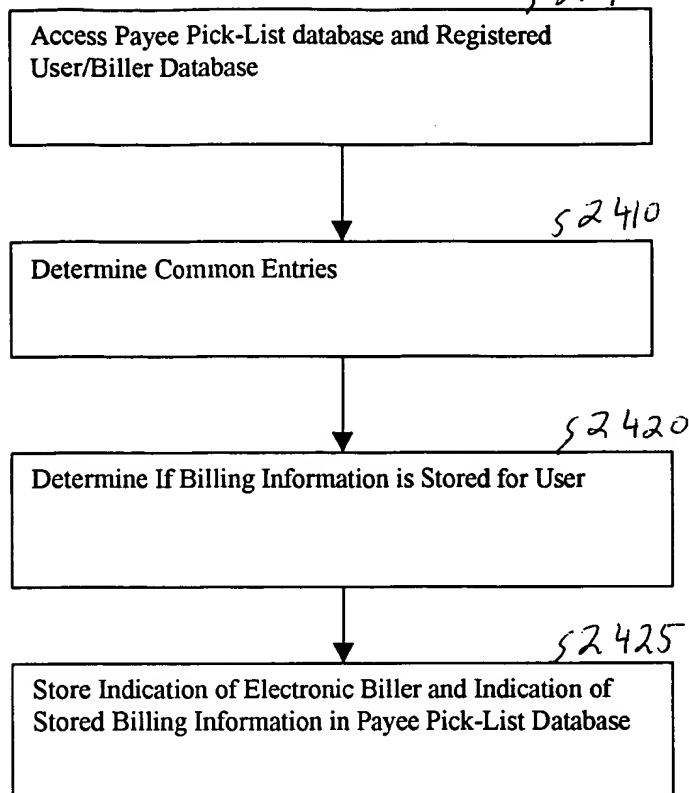 Access Payee Pick-List database and Registered
User/Biller Database
S2410
Determine Common Entries
S2420
Determine If Billing Information is Stored for User
S2425
Store Indication of Electronic Biller and Indication of
Stored Billing Information in Payee Pick-List Database